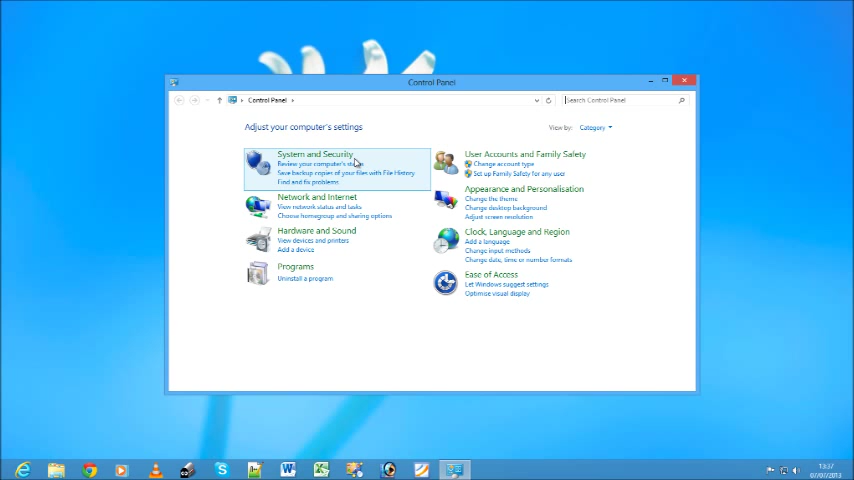 Control Panel
Control Panel
Search Control Panel
Adjust your computer's settings
View by: Category
System and Security
Review your computer's
Save backup copies of your files with File History
Find and fix problems
Network and Internet
View network status and tasks
Choose homegroup and sharing options
Hardware and Sound
View devices and printers
Add a device
Programs
Uninstall a program
User Accounts and Family Safety
Change account type
Set up Family Safety for any user
Appearance and Personalisation
Change the theme
Change desktop background
Adjust screen resolution
Clock, Language and Region
Add a language
Change input methods
Change date, time or number formats
Ease of Access
Let Windows suggest settings
Optimise visual display
13:37
07/07/2013